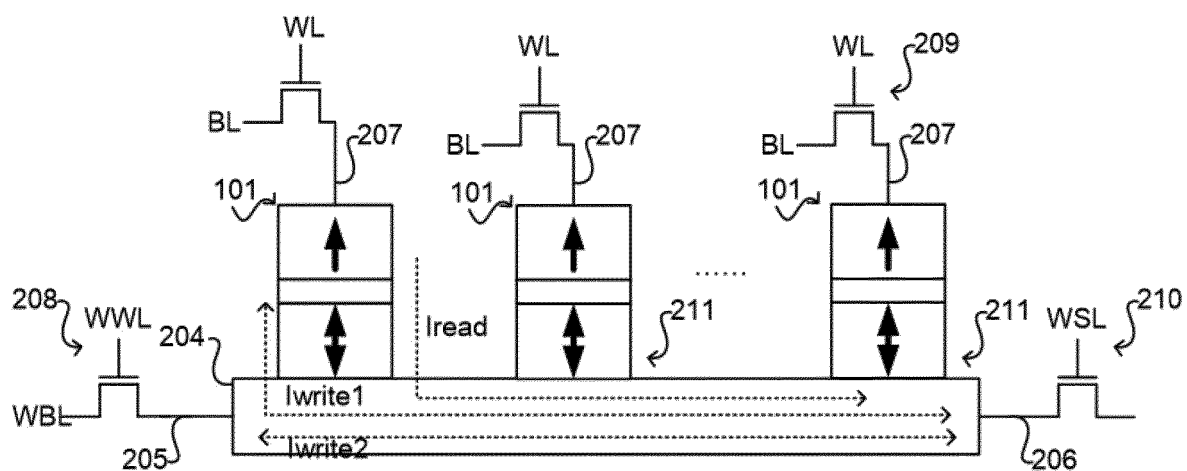 WL
WL
WL
209
BL
207
BL
207
BL
207
101
101
101
......
208
WWL
204
Iread
211
211
WSL
210
Iwrite1
WBL
Iwrite2
205
206